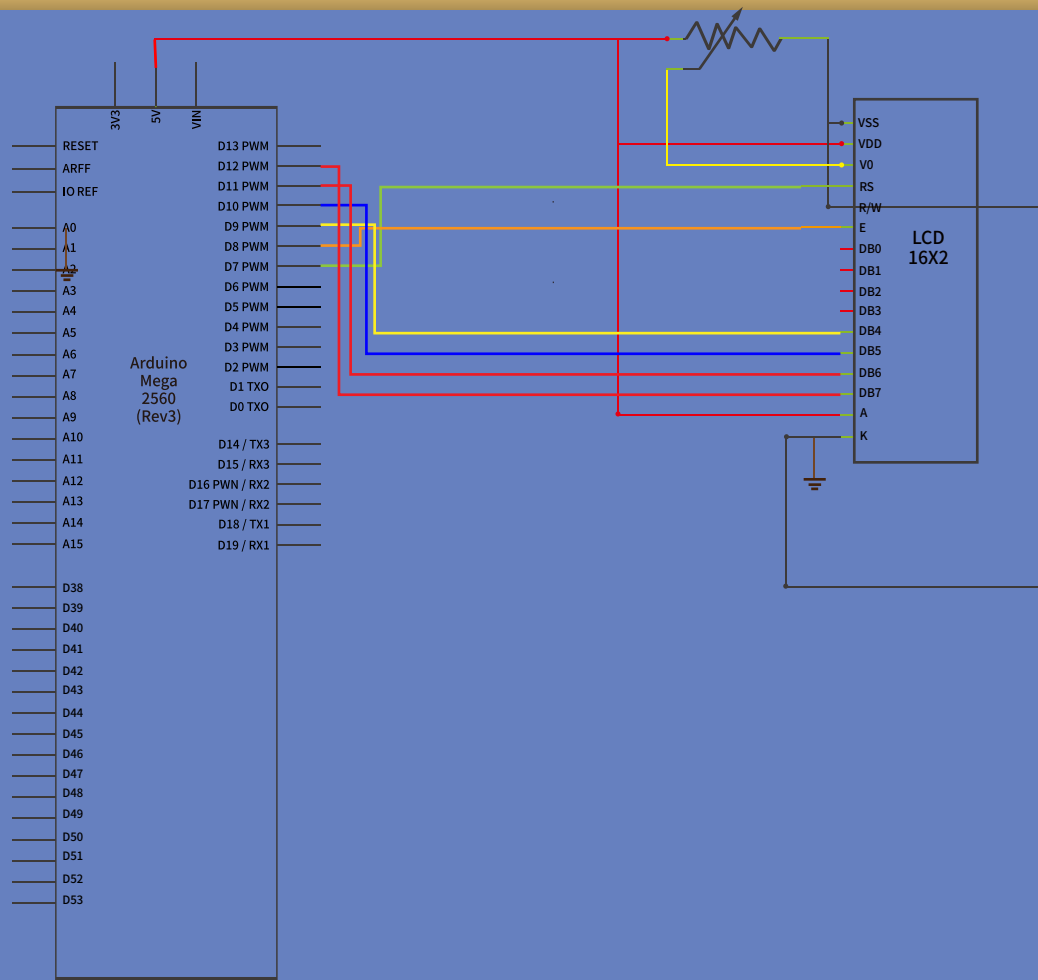 3V3
5V
VIN
RESET
ARFF
IO REF
A0
A1
A2
A3
A4
A5
A6
A7
A8
A9
A10
A11
A12
A13
A14
A15
D38
D39
D40
D41
D42
D43
D44
D45
D46
D47
D48
D49
D50
D51
D52
D53
Arduino
Mega
2560
(Rev3)
D13 PWM
D12 PWM
D11 PWM
D10 PWM
D9 PWM
D8 PWM
D7 PWM
D6 PWM
D5 PWM
D4 PWM
D3 PWM
D2 PWM
D1 TXO
D0 TXO
D14 / TX3
D15 / RX3
D16 PWN / RX2
D17 PWN / RX2
D18 / TX1
D19 / RX1
VSS
VDD
V0
RS
R/W
E
DB0
DB1
DB2
DB3
DB4
DB5
DB6
DB7
A
K
LCD
16X2